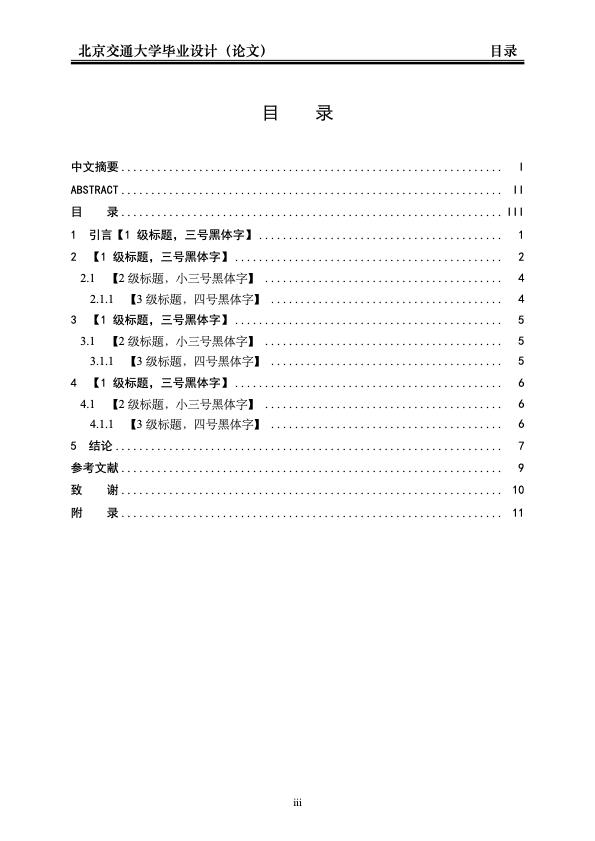 北京交通大学毕业设计（论文） 目录
目 录
中文摘要................................................................ I
ABSTRACT................................................................ II
目 录................................................................ III
1 引言【1 级标题，三号黑体字】......................................... 1
2 【1 级标题，三号黑体字】............................................. 2
2.1 【2 级标题，小三号黑体字】 ........................................ 4
2.1.1 【3 级标题，四号黑体字】 ....................................... 4
3 【1 级标题，三号黑体字】............................................. 5
3.1 【2 级标题，小三号黑体字】 ........................................ 5
3.1.1 【3 级标题，四号黑体字】 ....................................... 5
4 【1 级标题，三号黑体字】............................................. 6
4.1 【2 级标题，小三号黑体字】 ........................................ 6
4.1.1 【3 级标题，四号黑体字】 ....................................... 6
5 结论................................................................. 7
参考文献................................................................ 9
致 谢................................................................ 10
附 录................................................................ 11
iii